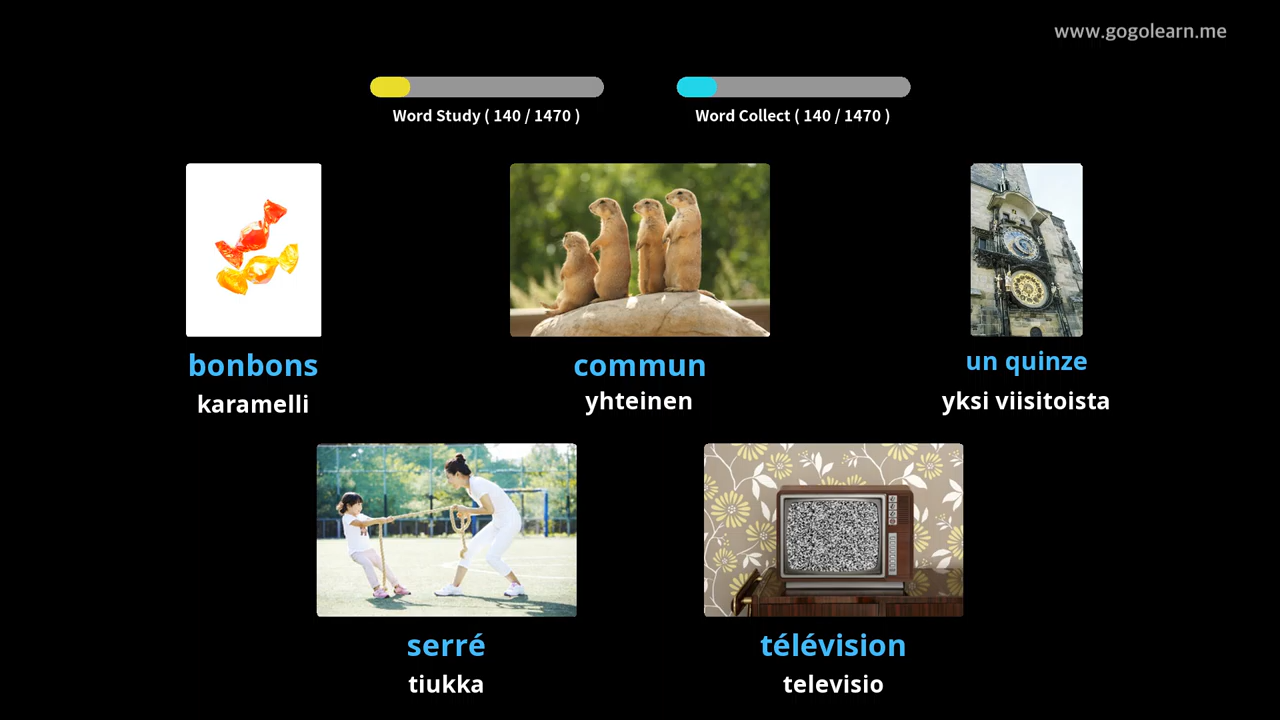 www.gogolearn.me
Word Study ( 140 / 1470 )
Word Collect ( 140 / 1470 )
bonbons
karamelli
commun
yhteinen
un quinze
yksi viisitoista
serré
tiukka
télévision
televisio